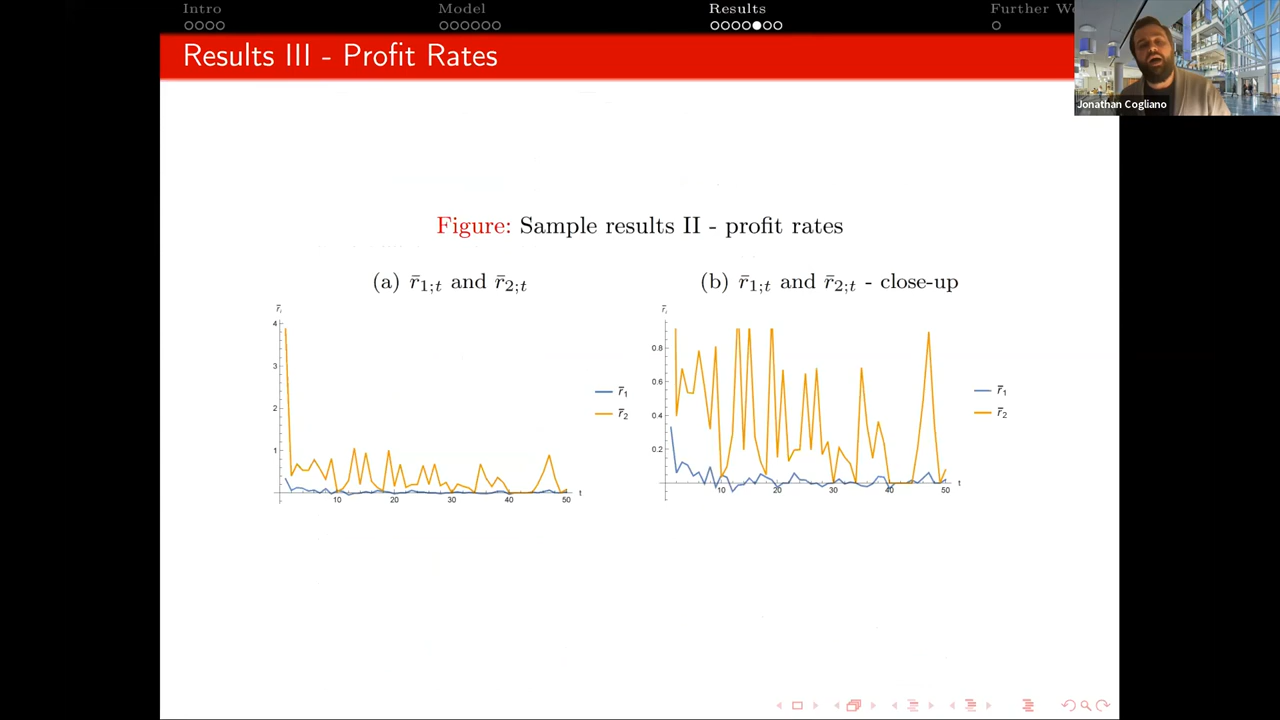 Intro
Model
Results
Further Wo
Results III - Profit Rates
Jonathan Cogliano
Figure: Sample results II - profit rates
(a) r̄1;t and r̄2;t
(b) r̄1;t and r̄2;t - close-up
r̄i
4
3
2
1
10
20
30
40
50
t
r̄1
r̄2
r̄i
0.8
0.6
0.4
0.2
10
20
30
40
50
t
r̄1
r̄2